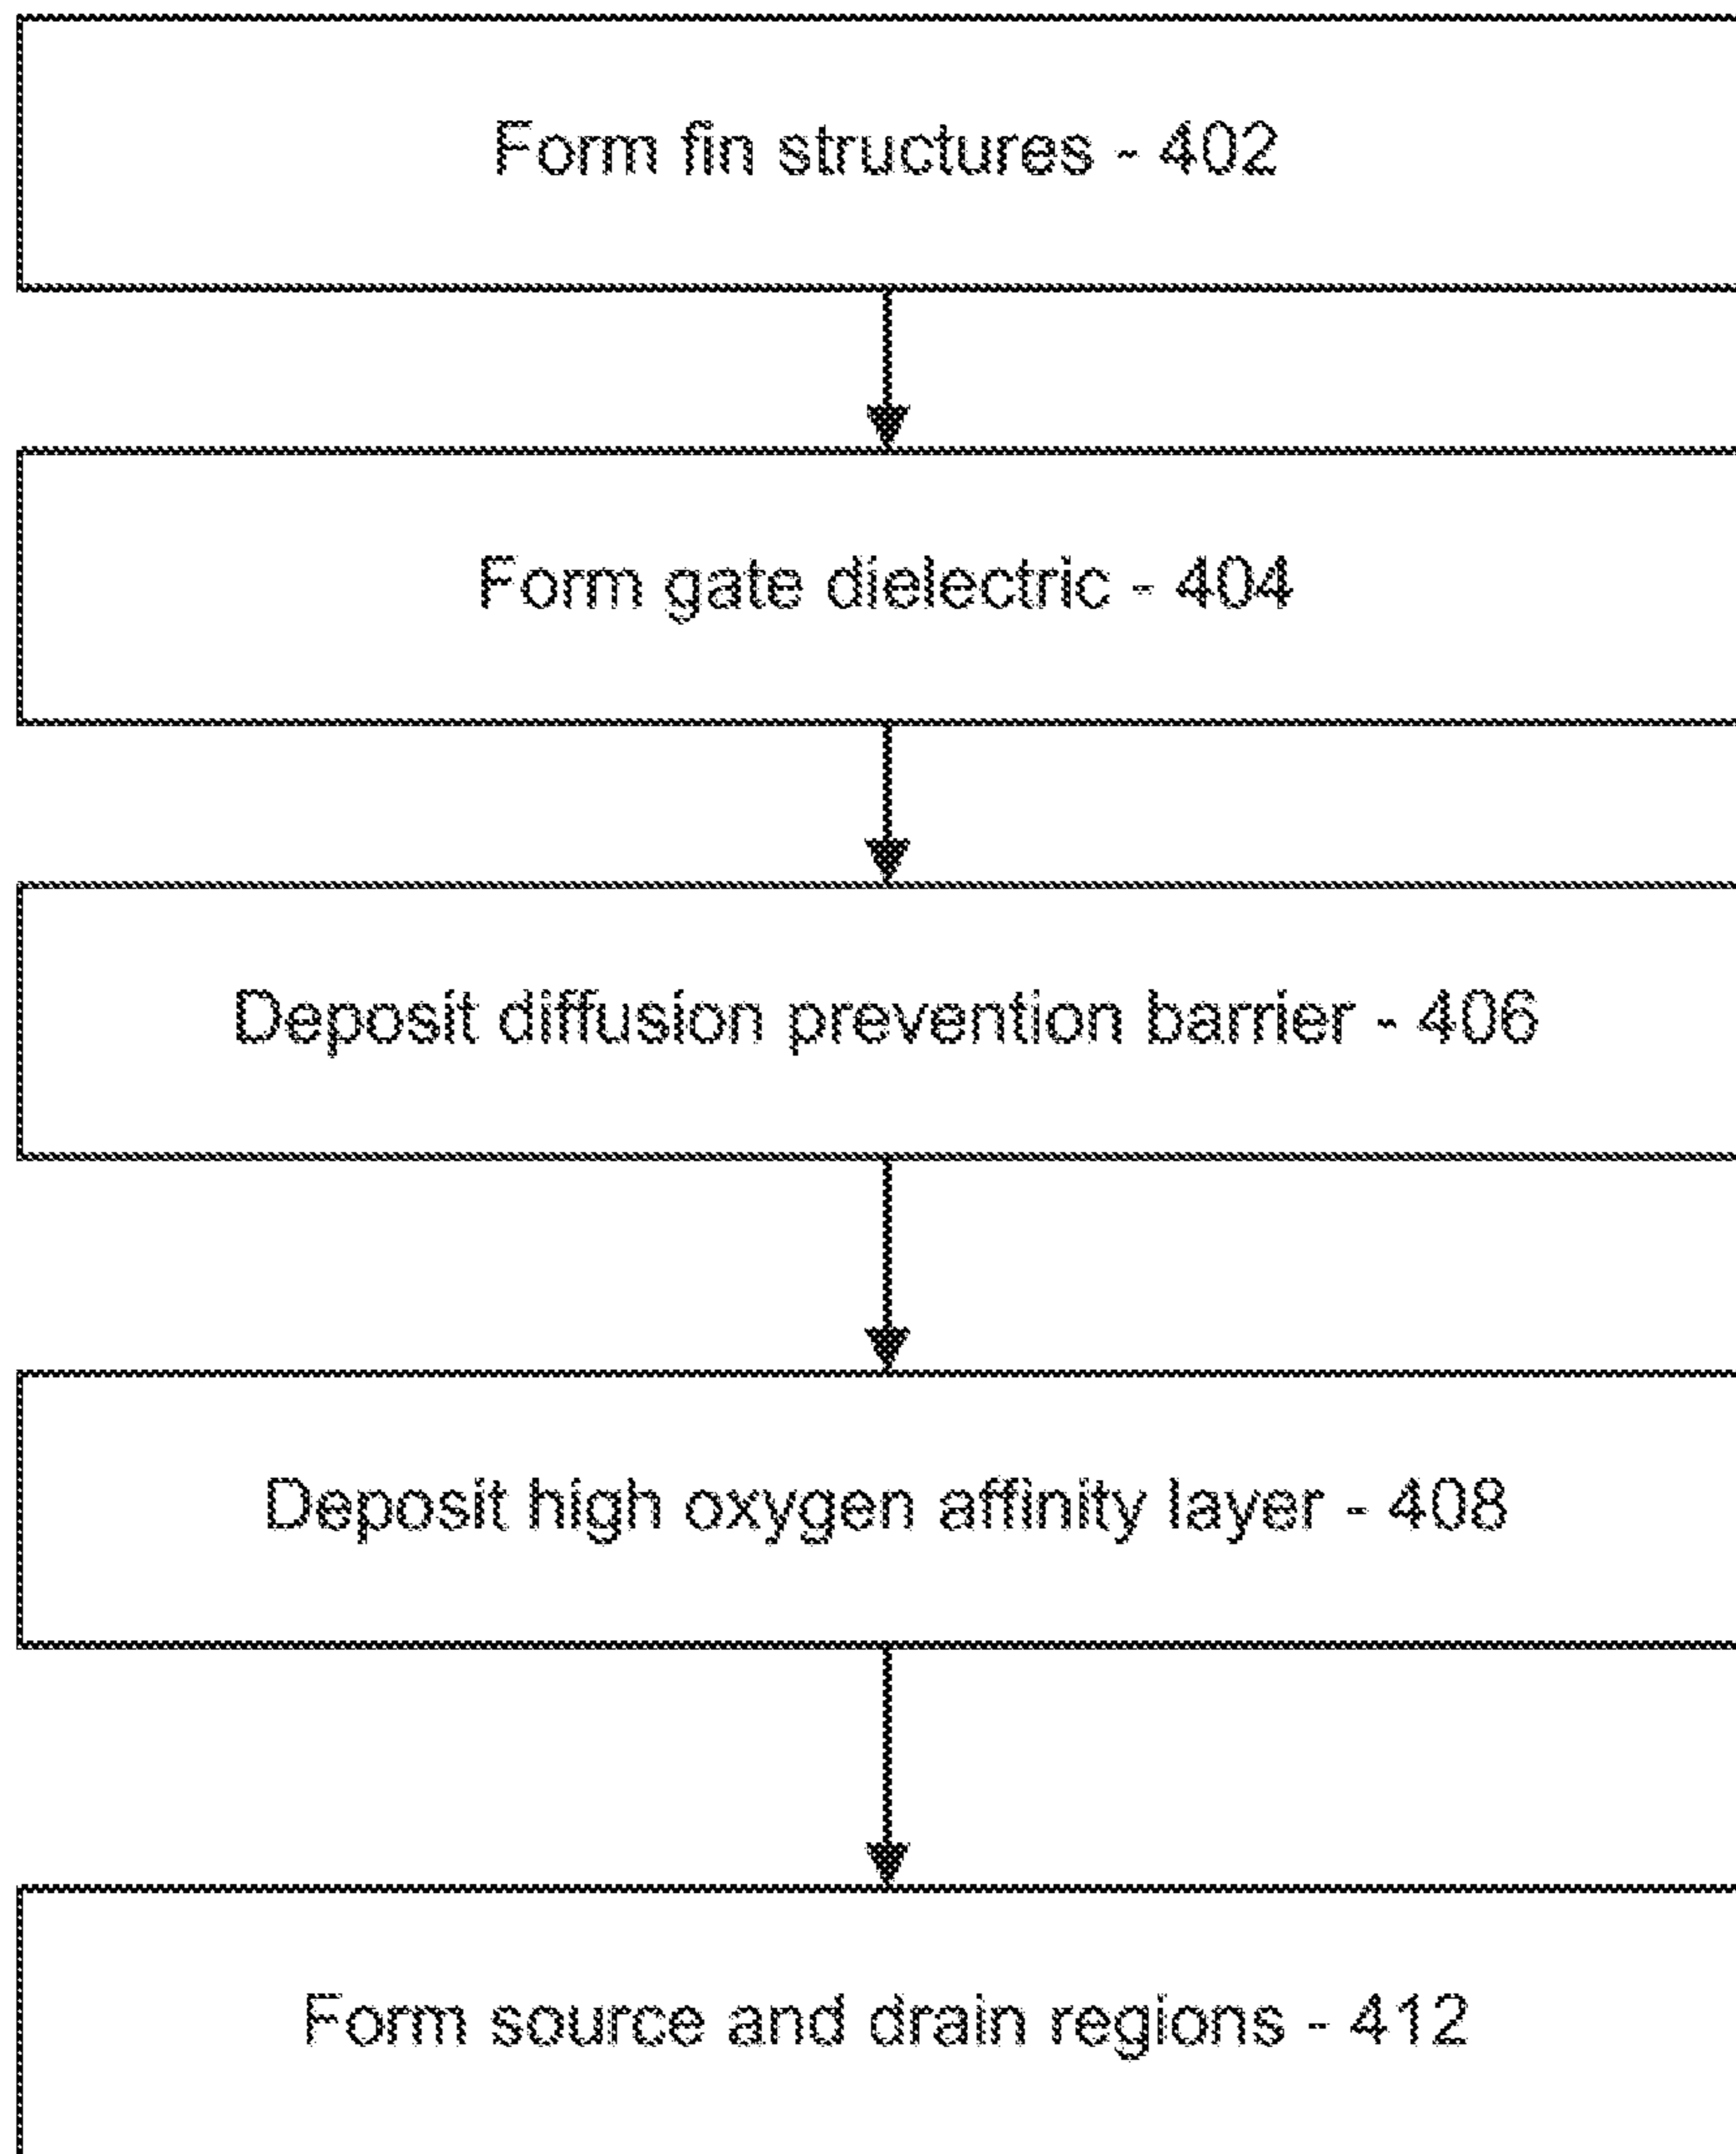 Form fin structures - 402
Form gate dielectric - 404
Deposit diffusion prevention barrier - 406
Deposit high oxygen affinity layer - 408
Form source and drain regions - 412